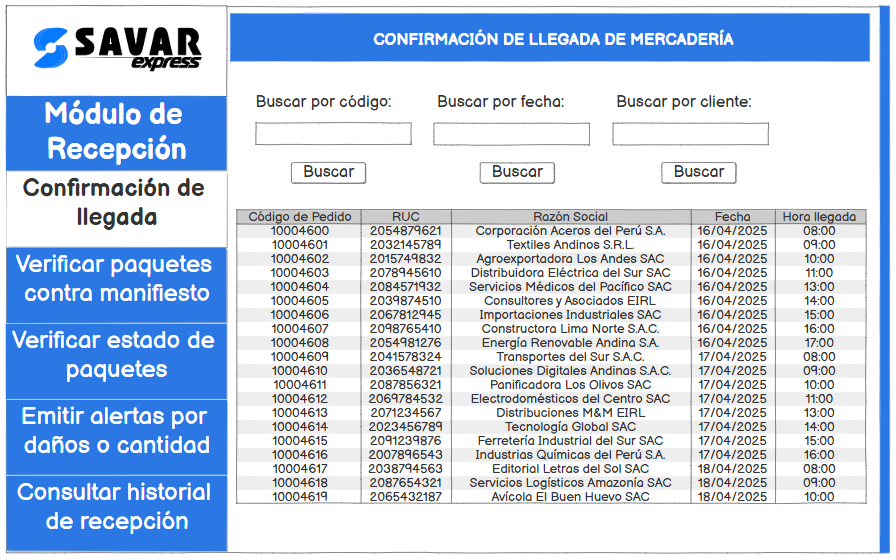 SAVAR
express
CONFIRMACIÓN DE LLEGADA DE MERCADERÍA
Módulo de
Recepción
Confirmación de
llegada
Verificar paquetes
contra manifiesto
Verificar estado de
paquetes
Emitir alertas por
daños o cantidad
Consultar historial
de recepción
Buscar por código: Buscar por fecha: Buscar por cliente:
Buscar Buscar Buscar
Código de Pedido RUC Razón Social Fecha Hora llegada
10004600 2054879621 Corporación Aceros del Perú S.A. 16/04/2025 08:00
10004601 2032145789 Textiles Andinos S.R.L. 16/04/2025 09:00
10004602 2015749832 Agroexportadora Los Andes SAC 16/04/2025 10:00
10004603 2078945610 Distribuidora Eléctrica del Sur SAC 16/04/2025 11:00
10004604 2084571932 Servicios Médicos del Pacífico SAC 16/04/2025 13:00
10004605 2039874510 Consultores y Asociados EIRL 16/04/2025 14:00
10004606 2067812945 Importaciones Industriales SAC 16/04/2025 15:00
10004607 2098765410 Constructora Lima Norte S.A.C. 16/04/2025 16:00
10004608 2054981276 Energía Renovable Andina S.A. 16/04/2025 17:00
10004609 2041578324 Transportes del Sur S.A.C. 17/04/2025 08:00
10004610 2036548721 Soluciones Digitales Andinas S.A.C. 17/04/2025 09:00
10004611 2087856321 Panificadora Los Olivos SAC 17/04/2025 10:00
10004612 2069784532 Electrodomésticos del Centro SAC 17/04/2025 11:00
10004613 2071234567 Distribuciones M&M EIRL 17/04/2025 13:00
10004614 2023456789 Tecnología Global SAC 17/04/2025 14:00
10004615 2091239876 Ferretería Industrial del Sur SAC 17/04/2025 15:00
10004616 2007896543 Industrias Químicas del Perú S.A. 17/04/2025 16:00
10004617 2038794563 Editorial Letras del Sol SAC 18/04/2025 08:00
10004618 2087654321 Servicios Logísticos Amazonía SAC 18/04/2025 09:00
10004619 2065432187 Avícola El Buen Huevo SAC 18/04/2025 10:00